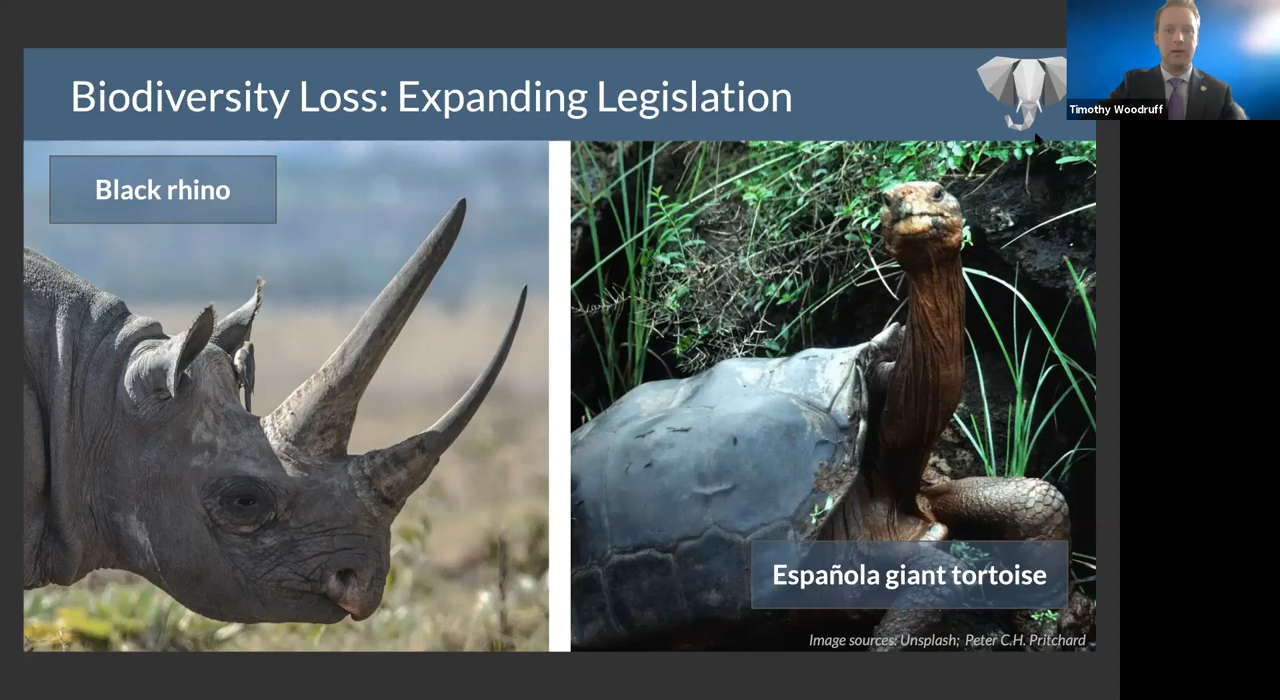 Biodiversity Loss: Expanding Legislation
Timothy Woodruff
Black rhino
Española giant tortoise
Image sources: Unsplash; Peter C.H. Pritchard